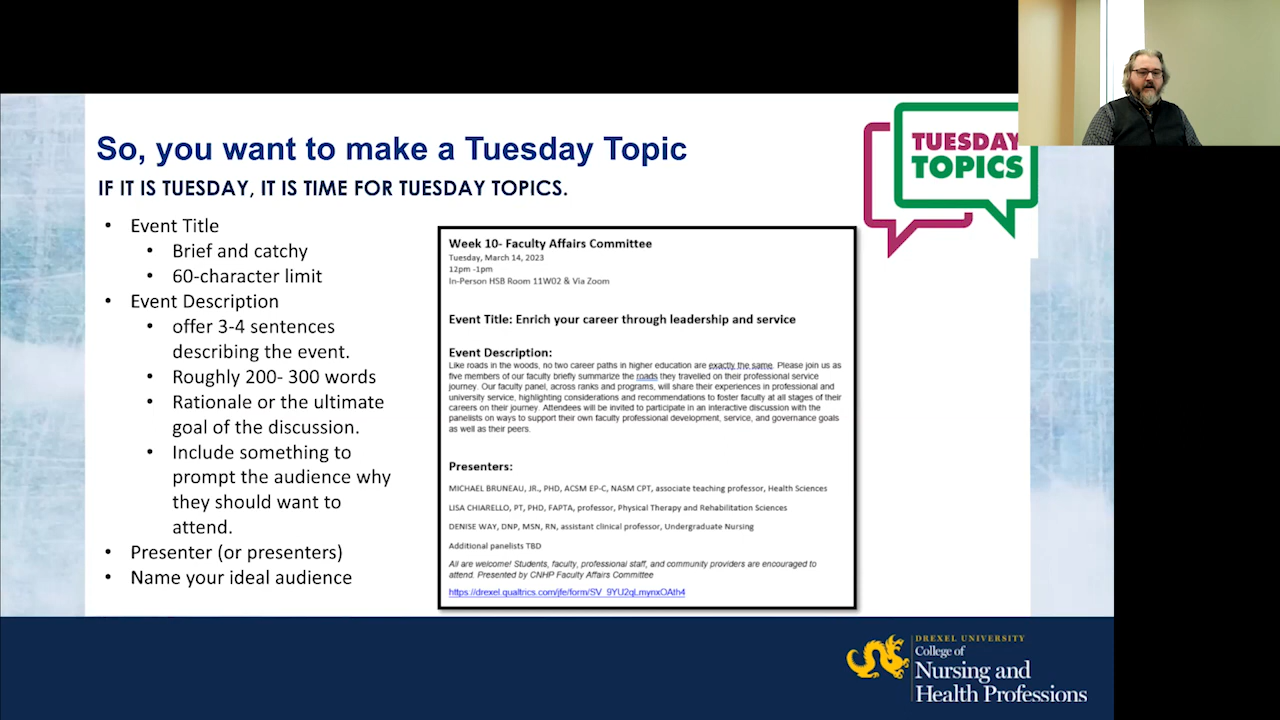 So, you want to make a Tuesday Topic
IF IT IS TUESDAY, IT IS TIME FOR TUESDAY TOPICS.
• Event Title
• Brief and catchy
• 60-character limit
• Event Description
• offer 3-4 sentences
describing the event.
• Roughly 200- 300 words
• Rationale or the ultimate
goal of the discussion.
• Include something to
prompt the audience why
they should want to
attend.
• Presenter (or presenters)
• Name your ideal audience
TUESDAY
TOPICS
Week 10- Faculty Affairs Committee
Tuesday, March 14, 2023
12pm -1pm
In-Person HSB Room 11W02 & Via Zoom
Event Title: Enrich your career through leadership and service
Event Description:
Like roads in the woods, no two career paths in higher education are exactly the same. Please join us as
five members of our faculty briefly summarize the roads they travelled on their professional service
journey. Our faculty panel, across ranks and programs, will share their experiences in professional and
university service, highlighting considerations and recommendations to foster faculty at all stages of their
careers on their journey. Attendees will be invited to participate in an interactive discussion with the
panelists on ways to support their own faculty professional development, service, and governance goals
as well as their peers.
Presenters:
MICHAEL BRUNEAU, JR., PHD, ACSM EP-C, NASM CPT, associate teaching professor, Health Sciences
LISA CHIARELLO, PT, PHD, FAPTA, professor, Physical Therapy and Rehabilitation Sciences
DENISE WAY, DNP, MSN, RN, assistant clinical professor, Undergraduate Nursing
Additional panelists TBD
All are welcome! Students, faculty, professional staff, and community providers are encouraged to
attend. Presented by CNHP Faculty Affairs Committee
https://drexel.qualtrics.com/jfe/form/SV_9YU2qLmynxOAth4
DREXEL UNIVERSITY
College of
Nursing and
Health Professions